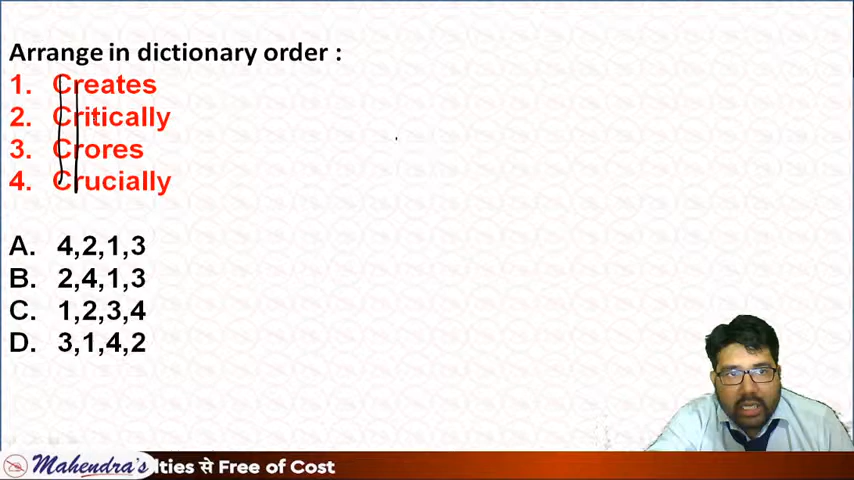 Arrange in dictionary order :
1. Creates
2. Critically
3. Crores
4. Crucially
A. 4,2,1,3
B. 2,4,1,3
C. 1,2,3,4
D. 3,1,4,2
Mahendra's lties से Free of Cost